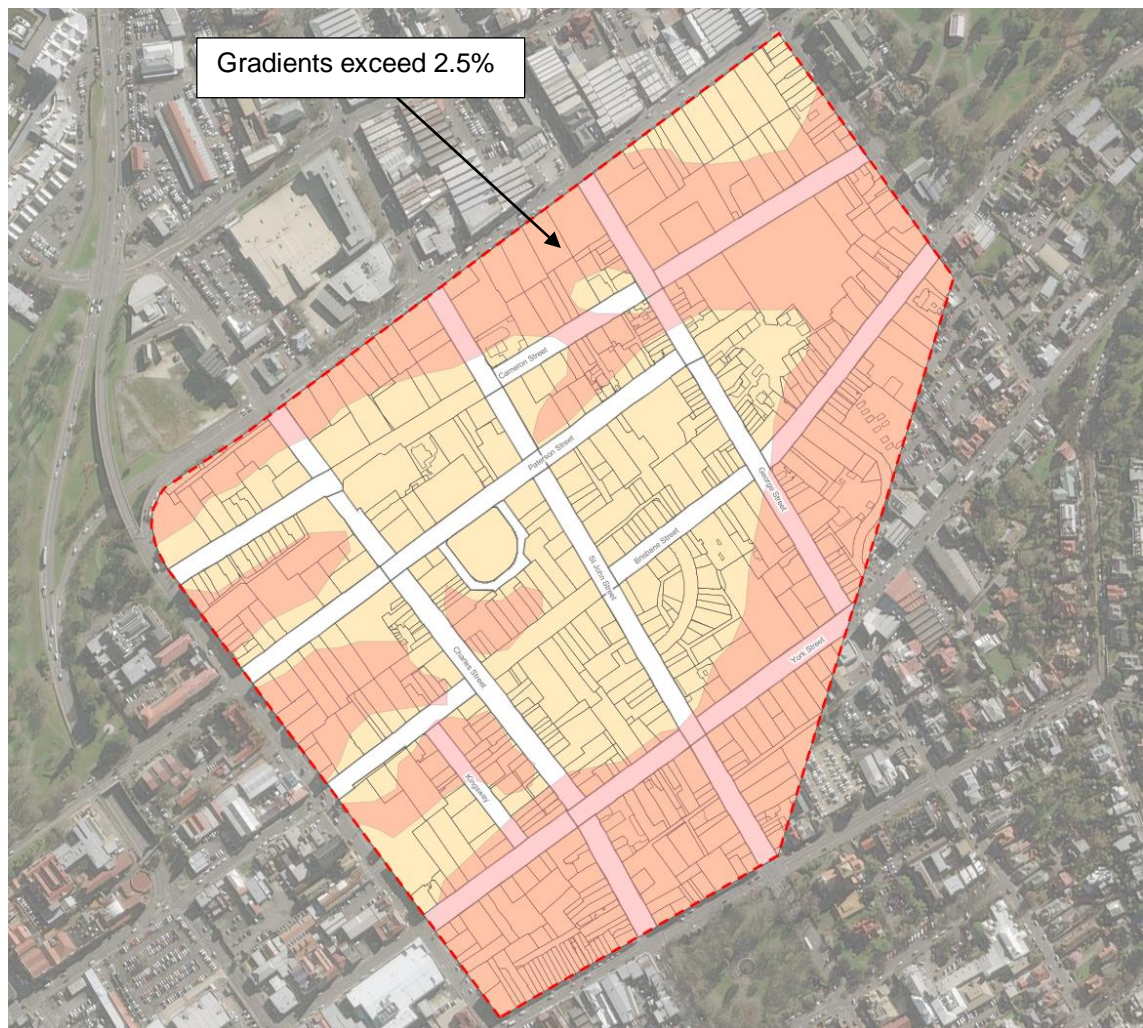 Gradients exceed 2.5%
Cameron Street
Paterson Street
George Street
Brisbane Street
St John Street
York Street
Charles Street
Kingsway